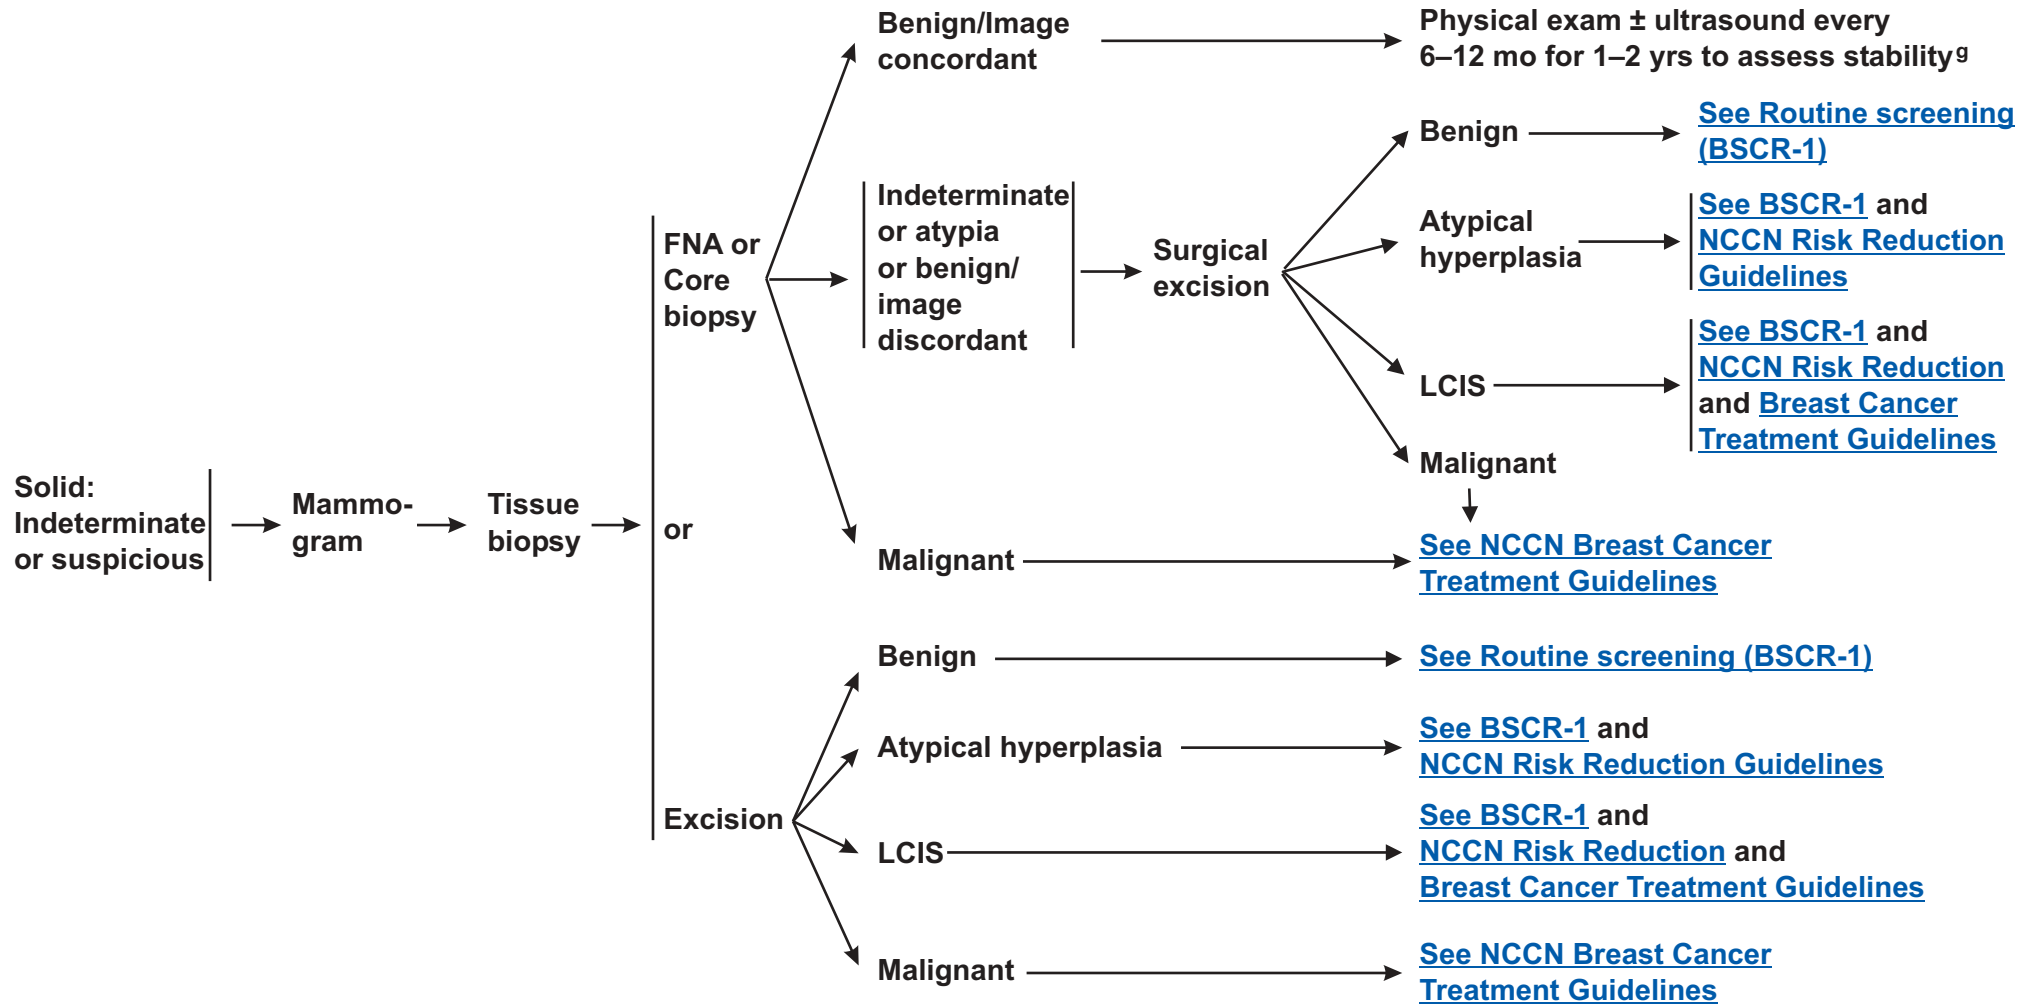 Solid:
Indeterminate
or suspicious
Mammo-
gram
Tissue
biopsy
FNA or
Core
biopsy
or
Excision
Benign/Image
concordant
Physical exam ± ultrasound every
6–12 mo for 1–2 yrs to assess stability g
Indeterminate
or atypia
or benign/
image
discordant
Surgical
excision
Benign
See Routine screening
(BSCR-1)
Atypical
hyperplasia
See BSCR-1 and
NCCN Risk Reduction
Guidelines
LCIS
See BSCR-1 and
NCCN Risk Reduction
and Breast Cancer
Treatment Guidelines
Malignant
Malignant
See NCCN Breast Cancer
Treatment Guidelines
Benign
See Routine screening (BSCR-1)
Atypical hyperplasia
See BSCR-1 and
NCCN Risk Reduction Guidelines
LCIS
See BSCR-1 and
NCCN Risk Reduction and
Breast Cancer Treatment Guidelines
Malignant
See NCCN Breast Cancer
Treatment Guidelines